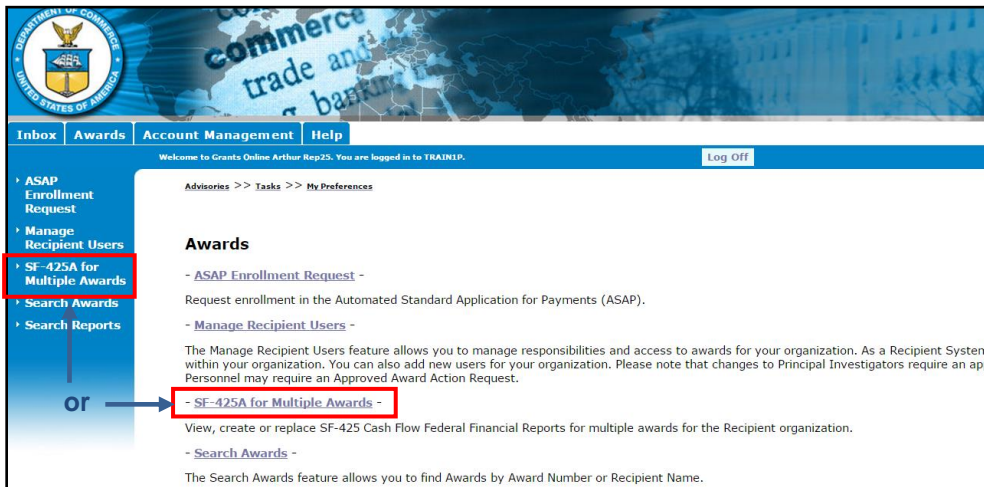 DEPARTMENT OF COMMERCE
UNITED STATES OF AMERICA
commerce
trade and
banking
Inbox Awards Account Management Help
Welcome to Grants Online Arthur Rep25. You are logged in to TRAIN1P.
Log Off
ASAP
Enrollment
Request
Manage
Recipient Users
SF-425A for
Multiple Awards
Search Awards
Search Reports
or
Advisories >> Tasks >> My Preferences
Awards
- ASAP Enrollment Request -
Request enrollment in the Automated Standard Application for Payments (ASAP).
- Manage Recipient Users -
The Manage Recipient Users feature allows you to manage responsibilities and access to awards for your organization. As a Recipient System
within your organization. You can also add new users for your organization. Please note that changes to Principal Investigators require an ap
Personnel may require an Approved Award Action Request.
- SF-425A for Multiple Awards -
View, create or replace SF-425 Cash Flow Federal Financial Reports for multiple awards for the Recipient organization.
- Search Awards -
The Search Awards feature allows you to find Awards by Award Number or Recipient Name.